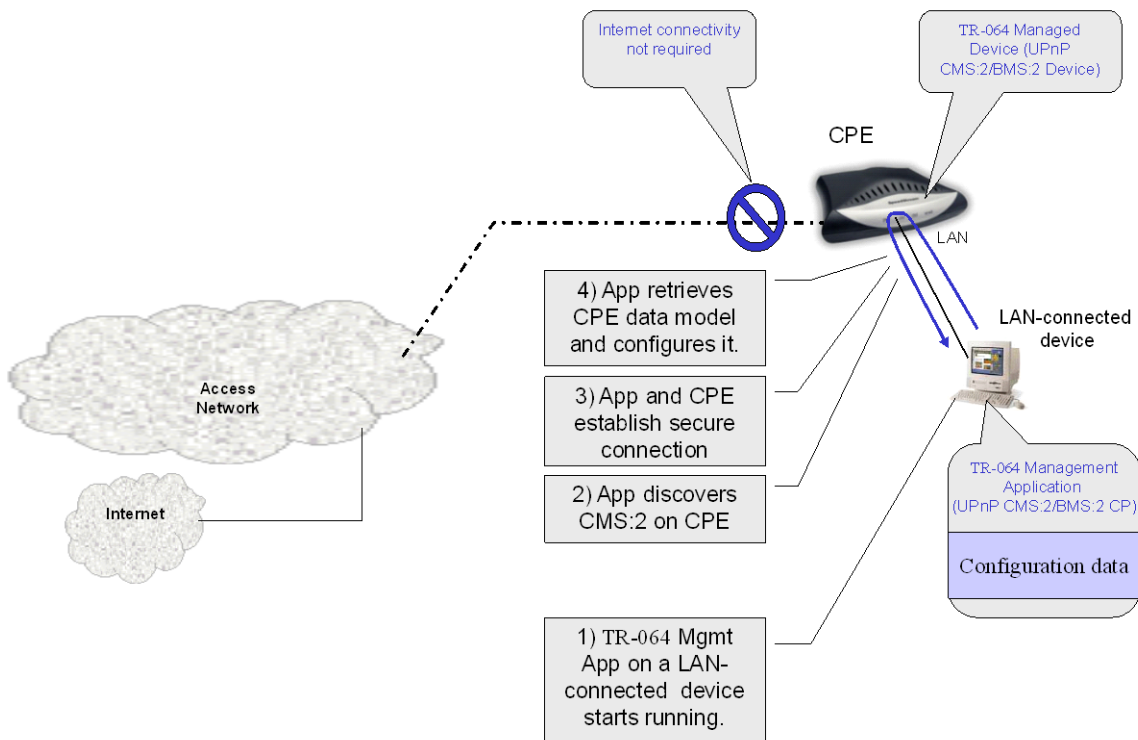 Internet connectivity
not required
TR-064 Managed
Device (UPnP
CMS:2/BMS:2 Device)
CPE
LAN
4) App retrieves
CPE data model
and configures it.
LAN-connected
device
Access
Network
3) App and CPE
establish secure
connection
2) App discovers
CMS:2 on CPE
TR-064 Management
Application
(UPnP CMS:2/BMS:2 CP)
Internet
Configuration data
1) TR-064 Mgmt
App on a LAN-
connected device
starts running.